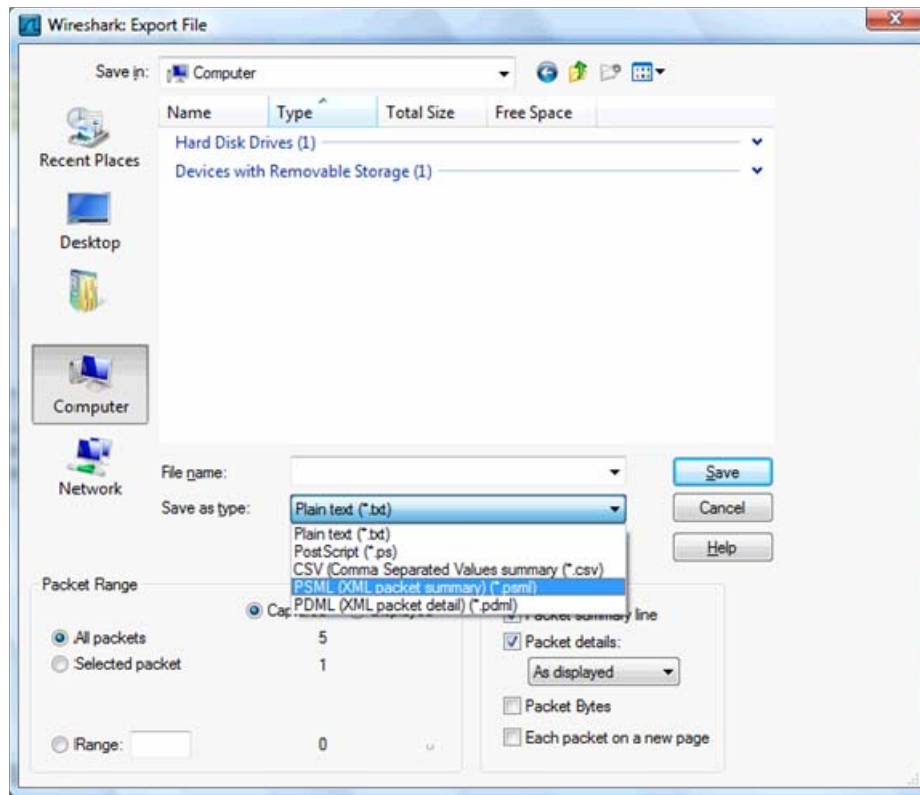 Wireshark: Export File
Save in:
Computer
Name Type Total Size Free Space
Hard Disk Drives (1)
Devices with Removable Storage (1)
Recent Places
Desktop
Computer
Network
File name:
Save
Save as type:
Plain text (*.txt)
Cancel
Plain text (*.txt)
PostScript (*.ps)
CSV (Comma Separated Values summary (*.csv)
PSML (XML packet summary) (*.psml)
PDML (XML packet detail) (*.pdml)
Help
Packet Range
Packet summary line
All packets 5
Packet details:
Selected packet 1
As displayed
Packet Bytes
Range: 0
Each packet on a new page